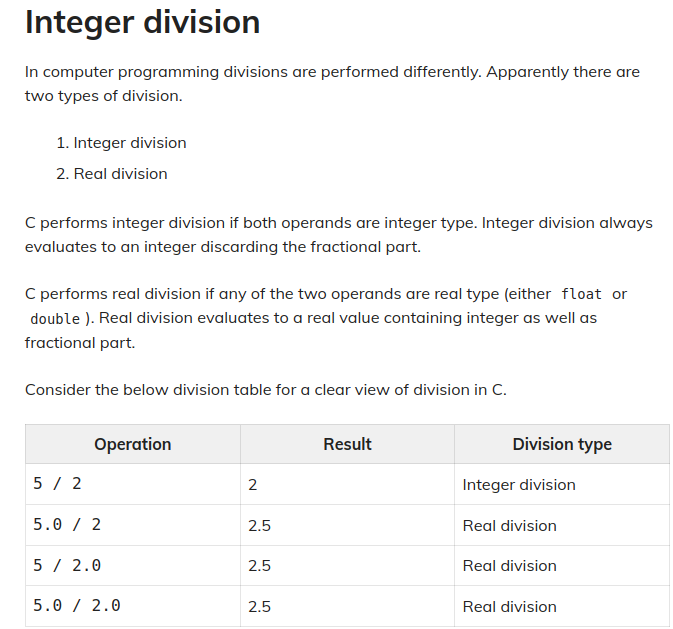 Integer division
In computer programming divisions are performed differently. Apparently there are
two types of division.
1. Integer division
2. Real division
C performs integer division if both operands are integer type. Integer division always
evaluates to an integer discarding the fractional part.
C performs real division if any of the two operands are real type (either float or
double ). Real division evaluates to a real value containing integer as well as
fractional part.
Consider the below division table for a clear view of division in C.
Operation Result Division type
5 / 2 2 Integer division
5.0 / 2 2.5 Real division
5 / 2.0 2.5 Real division
5.0 / 2.0 2.5 Real division